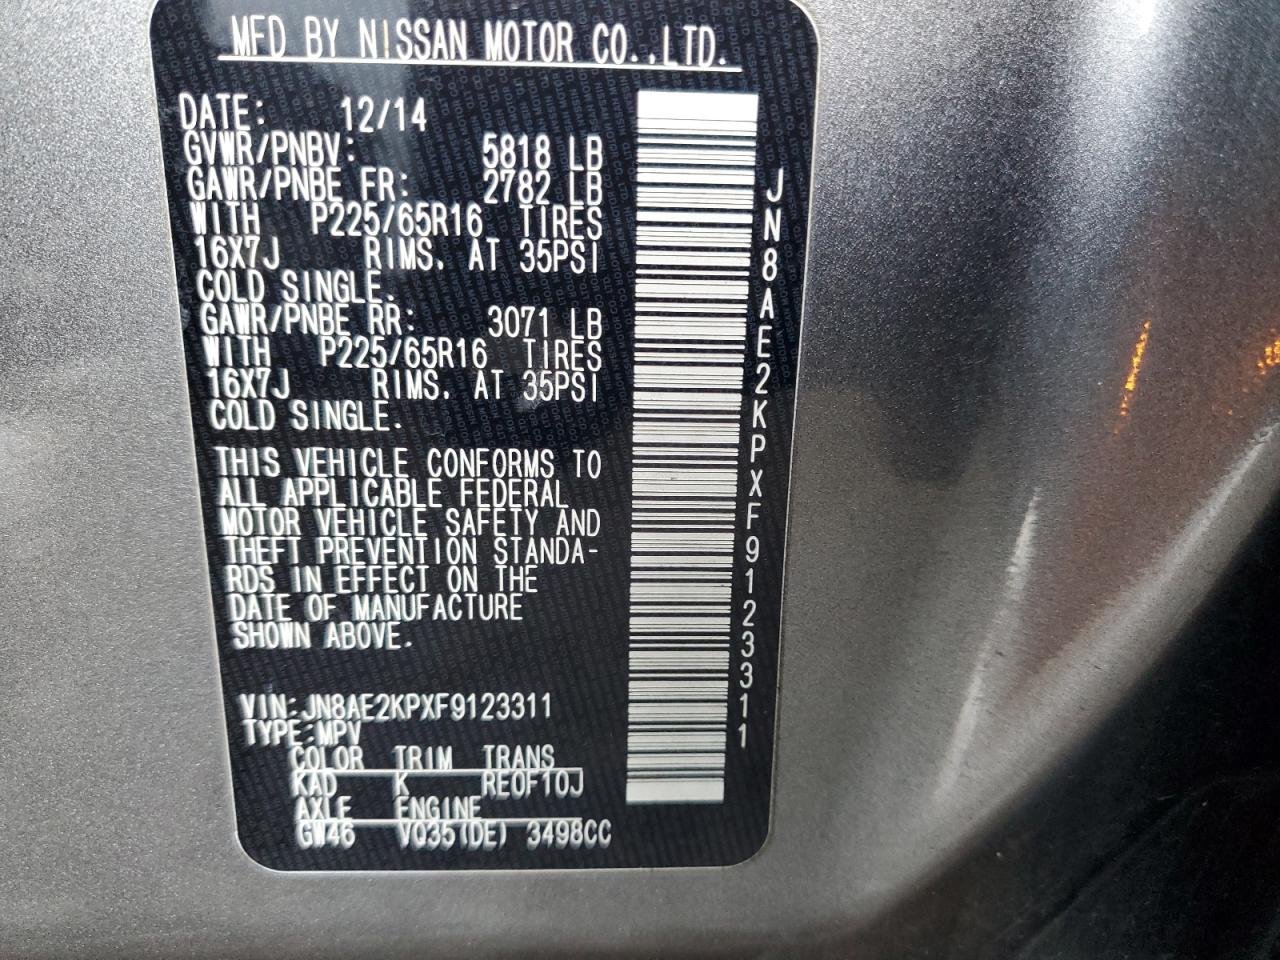 MFD BY NISSAN MOTOR CO.,LTD.
DATE: 12/14
GVWR/PNBV: 5818 LB
GAWR/PNBE FR: 2782 LB
WITH P225/65R16 TIRES
16X7J RIMS. AT 35PSI
COLD SINGLE.
GAWR/PNBE RR: 3071 LB
WITH P225/65R16 TIRES
16X7J RIMS. AT 35PSI
COLD SINGLE.
THIS VEHICLE CONFORMS TO
ALL APPLICABLE FEDERAL
MOTOR VEHICLE SAFETY AND
THEFT PREVENTION STANDA-
RDS IN EFFECT ON THE
DATE OF MANUFACTURE
SHOWN ABOVE.
VIN:JN8AE2KPXF9123311
TYPE:MPV
COLOR TRIM TRANS
KAD K RE0F10J
AXLE ENGINE
GW46 VQ35(DE) 3498CC
JN8AE2KPXF9123311